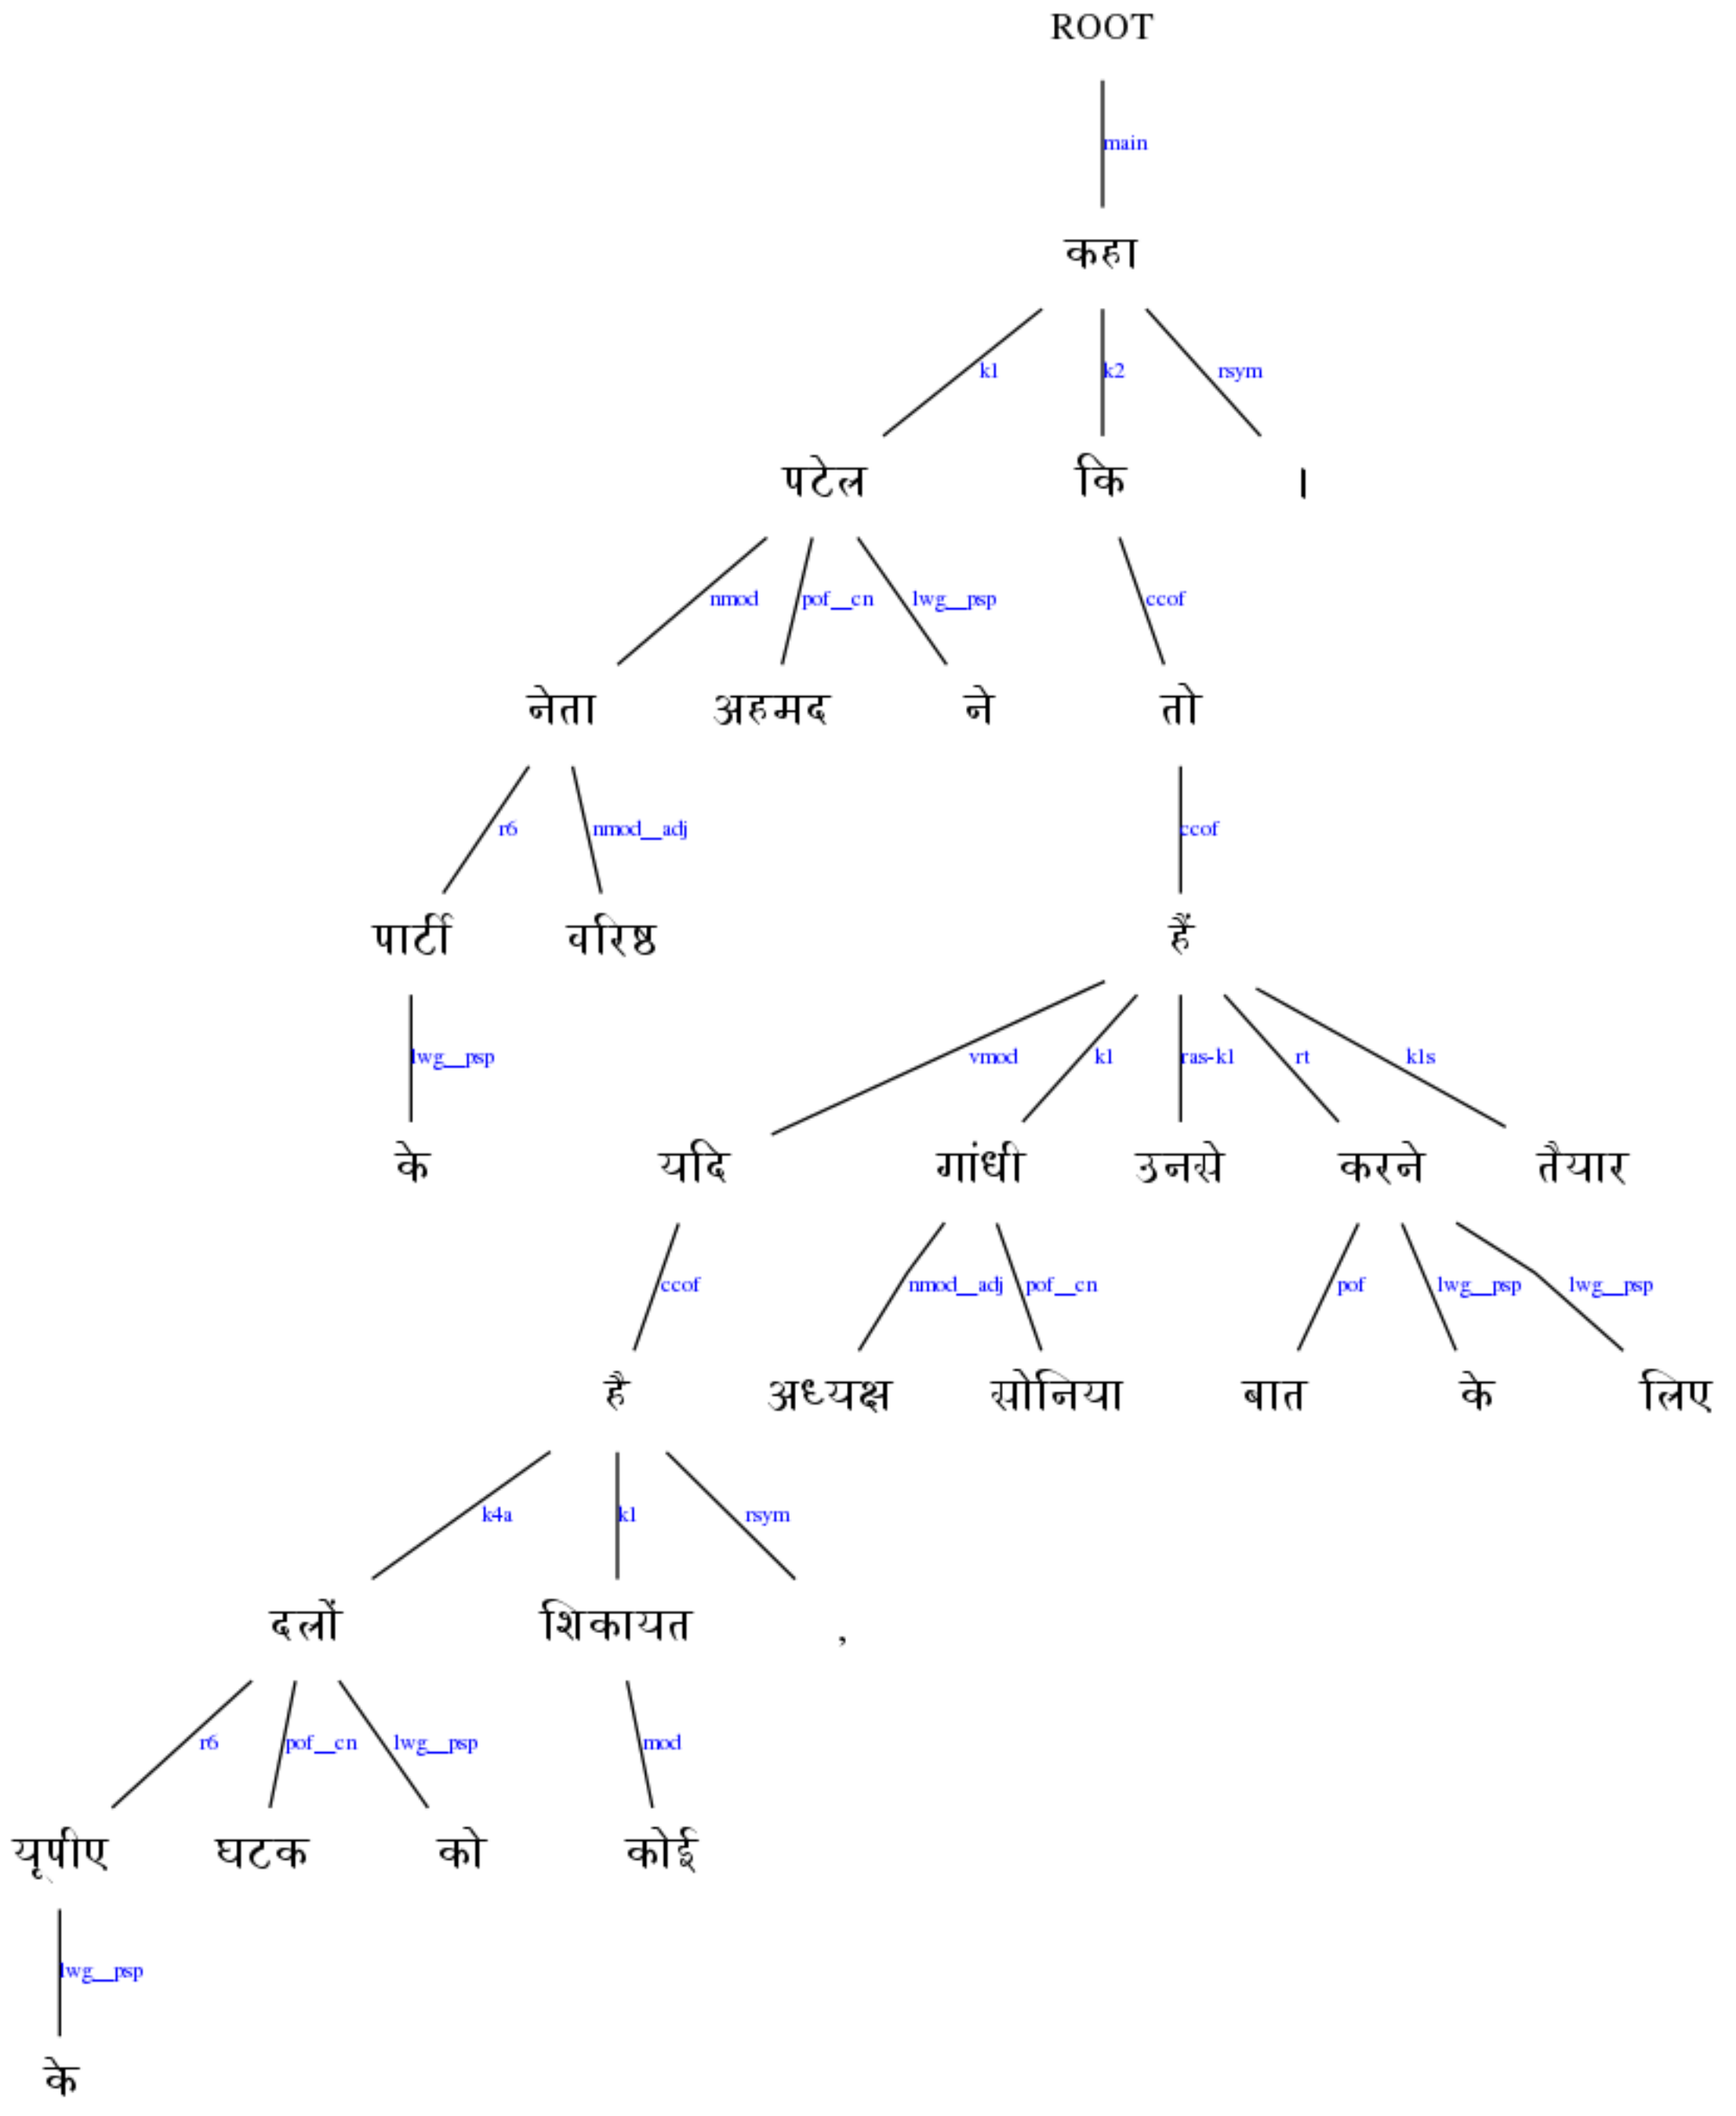 ROOT
main
कहा
k1 k2 rsym
पटेल कि ।
nmod pof__cn lwg__psp ccof
नेता अहमद ने तो
r6 nmod__adj ccof
पार्टी वरिष्ठ हैं
lwg__psp vmod k1 ras-k1 rt k1s
के यदि गांधी उनसे करने तैयार
ccof nmod__adj pof__cn pof lwg__psp lwg__psp
है अध्यक्ष सोनिया बात के लिए
k4a k1 rsym
दलों शिकायत ,
r6 pof__cn lwg__psp mod
यूपीए घटक को कोई
lwg__psp
के